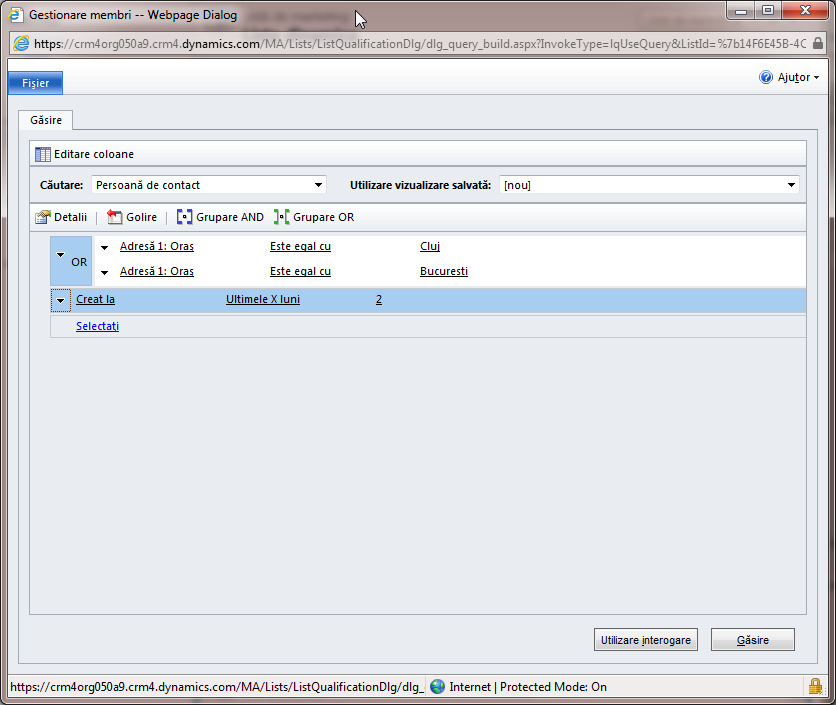 Gestionare membri -- Webpage Dialog
https://crm4org050a9.crm4.dynamics.com/MA/Lists/ListQualificationDlg/dlg_query_build.aspx?InvokeType=lqUseQuery&ListId=%7b14F6E45B-4C
Fișier
Ajutor
Găsire
Editare coloane
Căutare: Persoană de contact Utilizare vizualizare salvată: [nou]
Detalii Golire Grupare AND Grupare OR
OR
Adresă 1: Oras Este egal cu Cluj
Adresă 1: Oras Este egal cu Bucuresti
Creat la Ultimele X luni 2
Selectati
Utilizare interogare Găsire
https://crm4org050a9.crm4.dynamics.com/MA/Lists/ListQualificationDlg/dlg_ Internet | Protected Mode: On